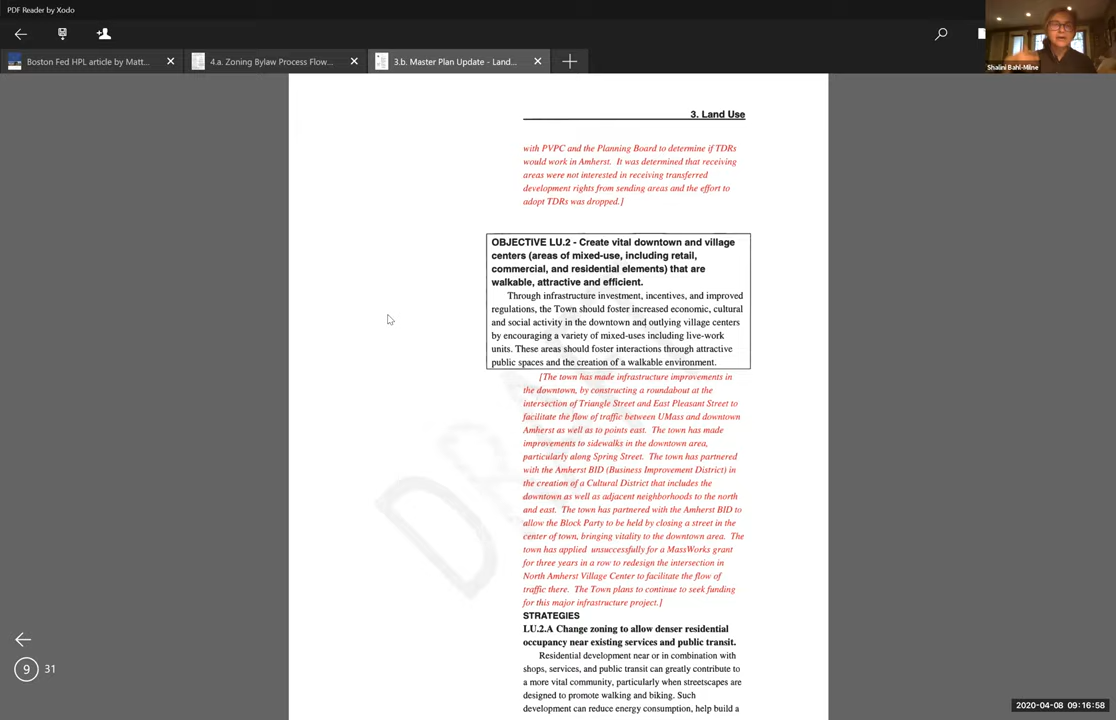 PDF Reader by Xodo
Boston Fed HPL article by Matt...
4.a. Zoning Bylaw Process Flow...
3.b. Master Plan Update - Land...
Shalini Bahl-Milne
3. Land Use
with PVPC and the Planning Board to determine if TDRs
would work in Amherst. It was determined that receiving
areas were not interested in receiving transferred
development rights from sending areas and the effort to
adopt TDRs was dropped.]
OBJECTIVE LU.2 - Create vital downtown and village
centers (areas of mixed-use, including retail,
commercial, and residential elements) that are
walkable, attractive and efficient.
Through infrastructure investment, incentives, and improved
regulations, the Town should foster increased economic, cultural
and social activity in the downtown and outlying village centers
by encouraging a variety of mixed-uses including live-work
units. These areas should foster interactions through attractive
public spaces and the creation of a walkable environment.
[The town has made infrastructure improvements in
the downtown, by constructing a roundabout at the
intersection of Triangle Street and East Pleasant Street to
facilitate the flow of traffic between UMass and downtown
Amherst as well as to points east. The town has made
improvements to sidewalks in the downtown area,
particularly along Spring Street. The town has partnered
with the Amherst BID (Business Improvement District) in
the creation of a Cultural District that includes the
downtown as well as adjacent neighborhoods to the north
and east. The town has partnered with the Amherst BID to
allow the Block Party to be held by closing a street in the
center of town, bringing vitality to the downtown area. The
town has applied unsuccessfully for a MassWorks grant
for three years in a row to redesign the intersection in
North Amherst Village Center to facilitate the flow of
traffic there. The Town plans to continue to seek funding
for this major infrastructure project.]
STRATEGIES
LU.2.A Change zoning to allow denser residential
occupancy near existing services and public transit.
Residential development near or in combination with
shops, services, and public transit can greatly contribute to
a more vital community, particularly when streetscapes are
designed to promote walking and biking. Such
development can reduce energy consumption, help build a
9 31
2020-04-08 09:16:58